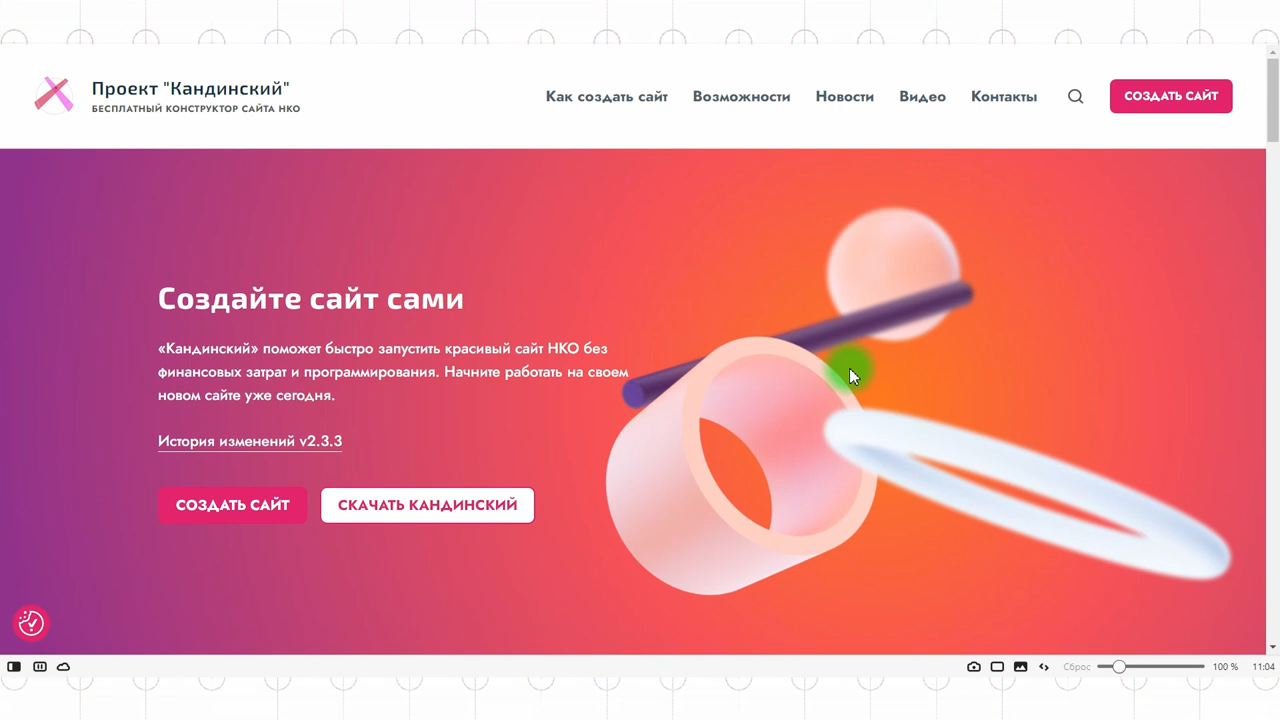 Проект "Кандинский"
БЕСПЛАТНЫЙ КОНСТРУКТОР САЙТА НКО
Как создать сайт
Возможности
Новости
Видео
Контакты
СОЗДАТЬ САЙТ
Создайте сайт сами
«Кандинский» поможет быстро запустить красивый сайт НКО без
финансовых затрат и программирования. Начните работать на своем
новом сайте уже сегодня.
История изменений v2.3.3
СОЗДАТЬ САЙТ
СКАЧАТЬ КАНДИНСКИЙ
Сброс
100 %
11:04